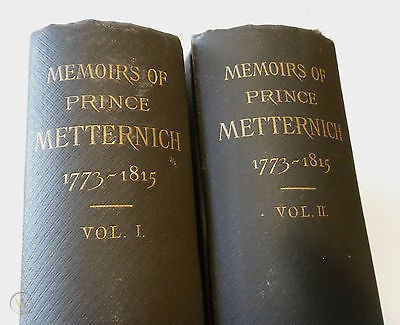 MEMOIRS OF
PRINCE
METTERNICH
1773-1815
VOL. I.
MEMOIRS OF
PRINCE
METTERNICH
1773-1815
VOL. II.